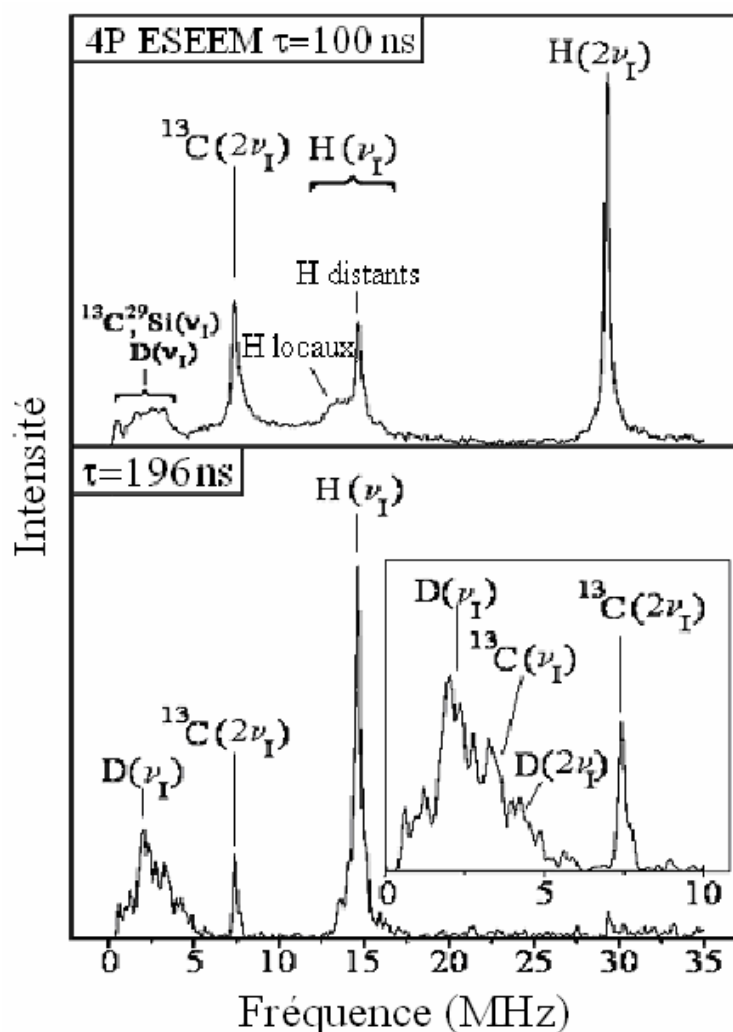 4P ESEEM τ=100 ns
H(2νI)
¹³C(2νI)
H(νI)
H distants
¹³C,²⁹Si(νI)
D(νI)
H locaux
Intensité
τ=196 ns
H(νI)
¹³C(2νI)
D(νI)
D(νI)
¹³C(νI)
D(2νI)
¹³C(2νI)
0 5 10
0 5 10 15 20 25 30 35
Fréquence (MHz)